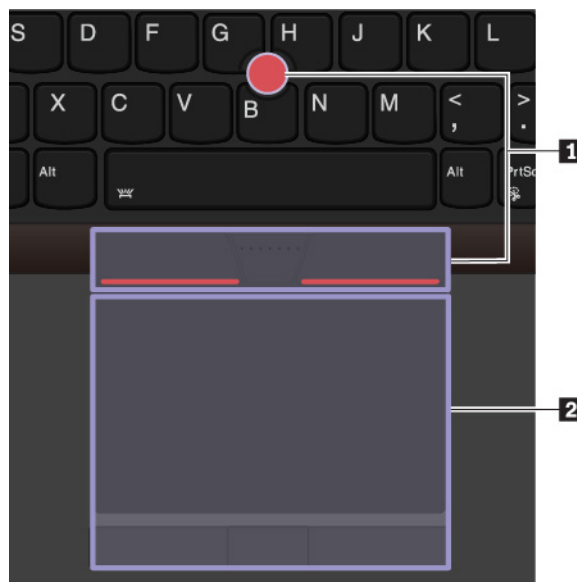 S D F G H J K L
X C V B N M < , > .
1
Alt Alt PrtSc
2